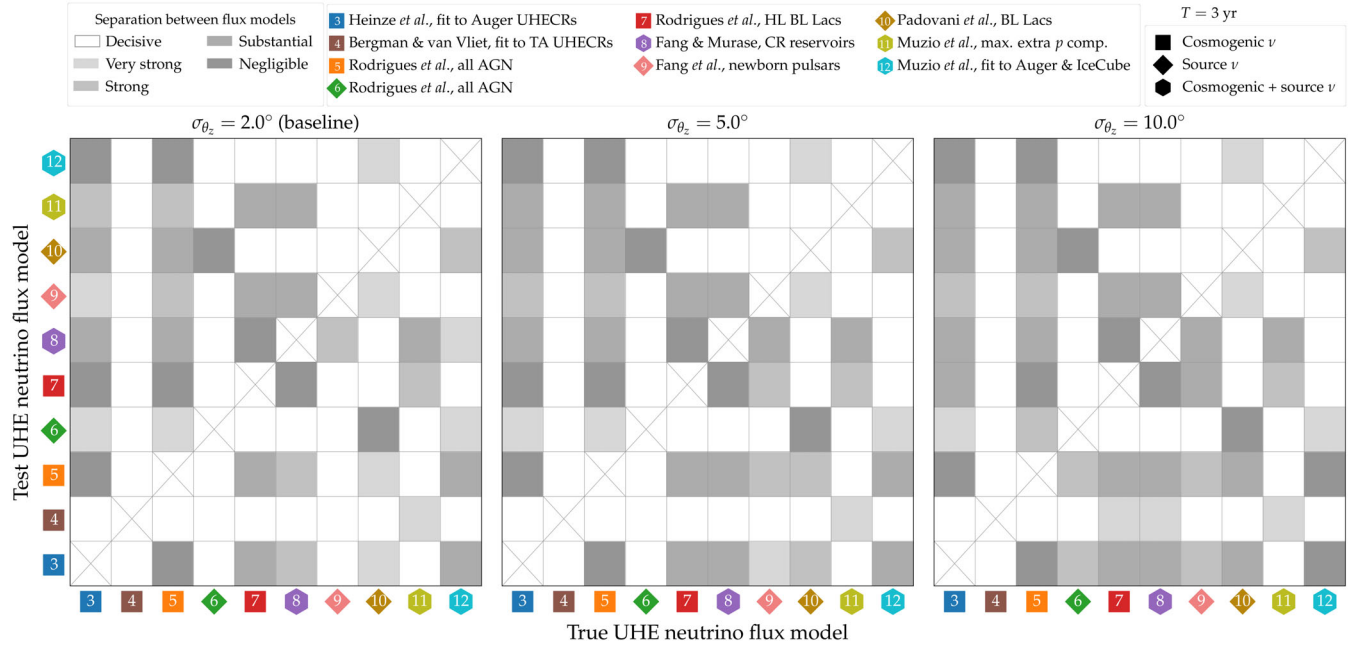 Separation between flux models
Decisive
Very strong
Strong
Substantial
Negligible
3 Heinze et al., fit to Auger UHECRs
4 Bergman & van Vliet, fit to TA UHECRs
5 Rodrigues et al., all AGN
6 Rodrigues et al., all AGN
7 Rodrigues et al., HL BL Lacs
8 Fang & Murase, CR reservoirs
9 Fang et al., newborn pulsars
10 Padovani et al., BL Lacs
11 Muzio et al., max. extra p comp.
12 Muzio et al., fit to Auger & IceCube
T = 3 yr
Cosmogenic ν
Source ν
Cosmogenic + source ν
σθz = 2.0° (baseline)
σθz = 5.0°
σθz = 10.0°
Test UHE neutrino flux model
12
11
10
9
8
7
6
5
4
3
3 4 5 6 7 8 9 10 11 12
3 4 5 6 7 8 9 10 11 12
3 4 5 6 7 8 9 10 11 12
True UHE neutrino flux model